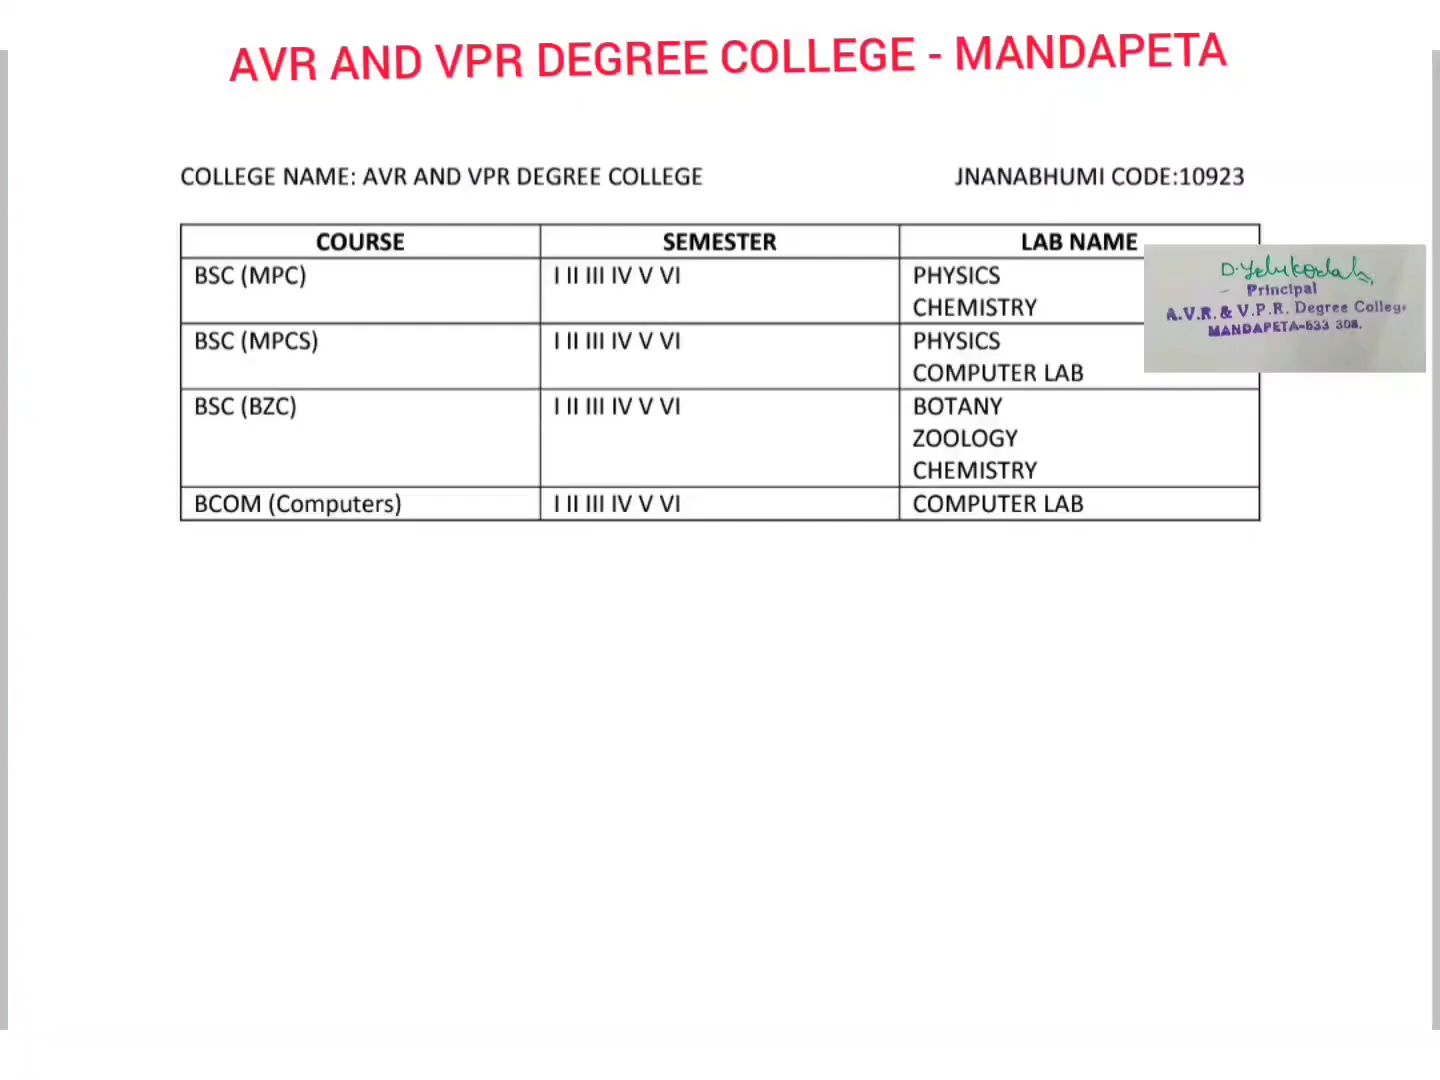 AVR AND VPR DEGREE COLLEGE - MANDAPETA
COLLEGE NAME: AVR AND VPR DEGREE COLLEGE JNANABHUMI CODE:10923
COURSE SEMESTER LAB NAME
BSC (MPC) I II III IV V VI PHYSICS
CHEMISTRY
BSC (MPCS) I II III IV V VI PHYSICS
COMPUTER LAB
BSC (BZC) I II III IV V VI BOTANY
ZOOLOGY
CHEMISTRY
BCOM (Computers) I II III IV V VI COMPUTER LAB
Principal
A.V.R. & V.P.R. Degree College
MANDAPETA-533 308.